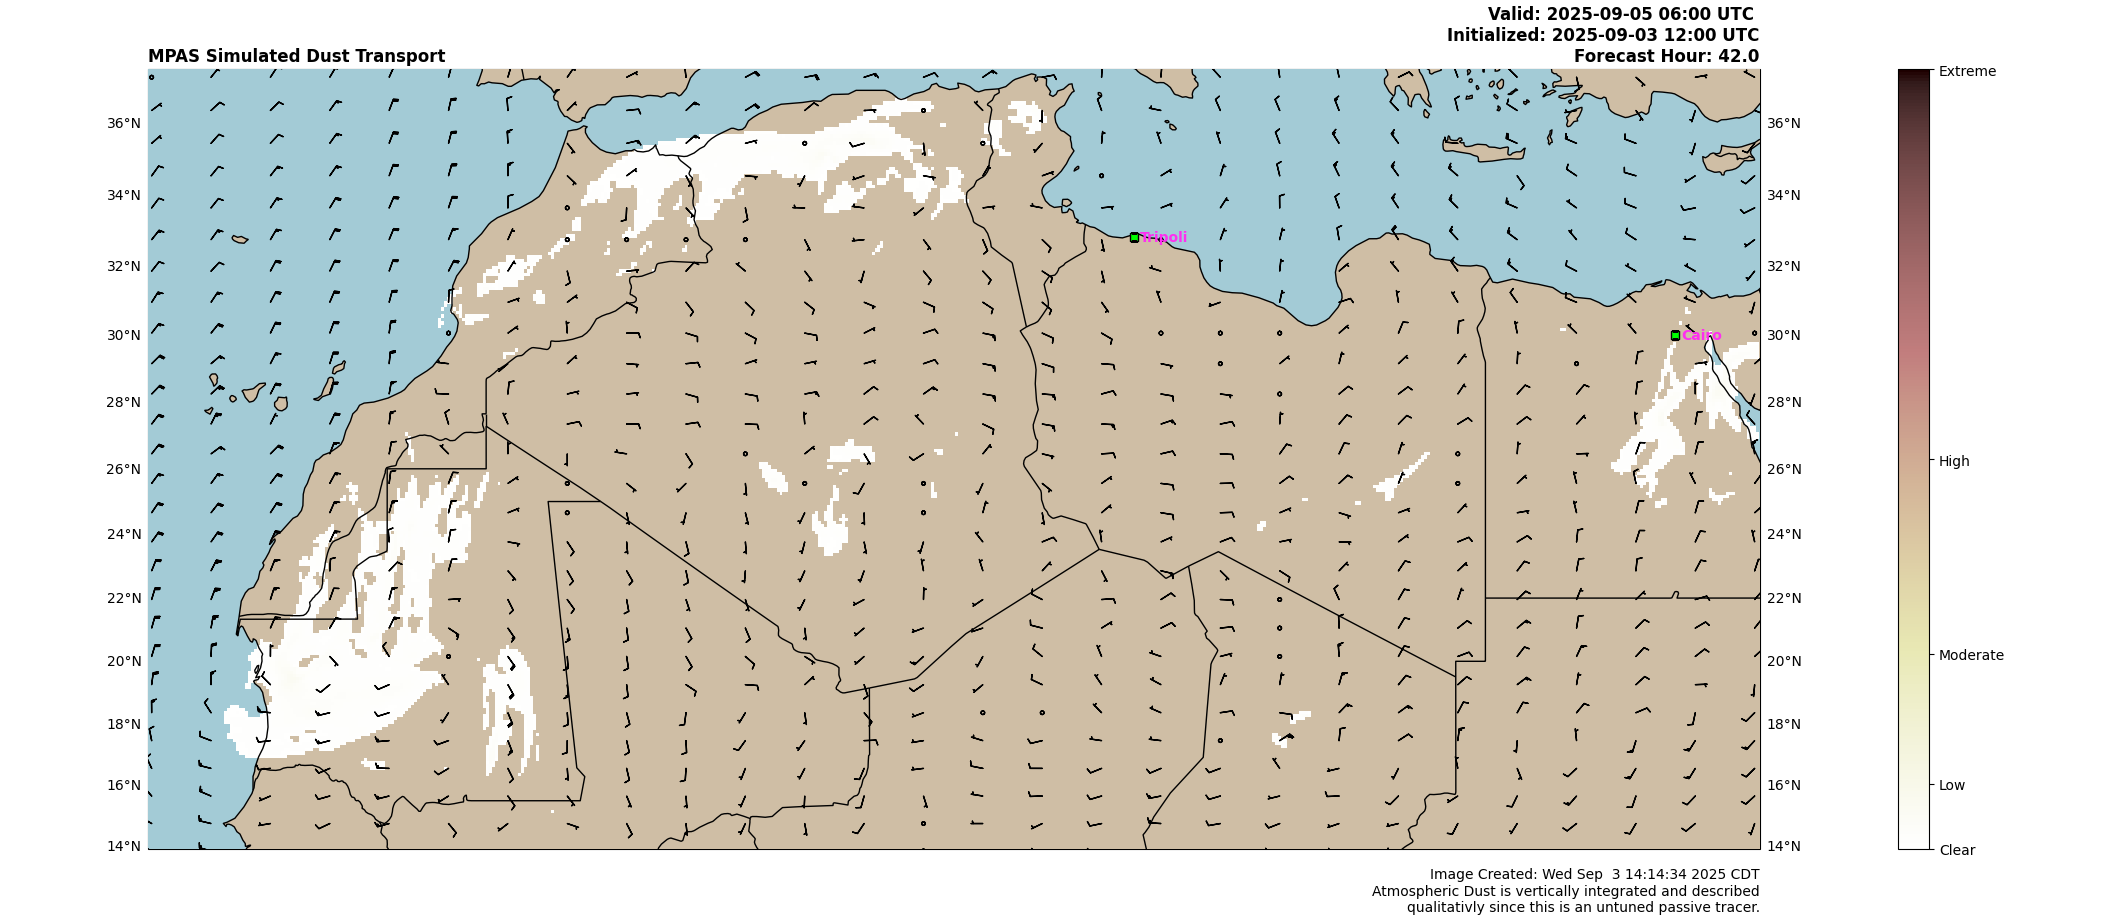 Valid: 2025-09-05 06:00 UTC
Initialized: 2025-09-03 12:00 UTC
MPAS Simulated Dust Transport
Forecast Hour: 42.0
Extreme
36°N
36°N
34°N
34°N
Tripoli
32°N
32°N
30°N
Cairo
30°N
28°N
28°N
26°N
26°N
High
24°N
24°N
22°N
22°N
20°N
20°N
Moderate
18°N
18°N
16°N
16°N
Low
14°N
14°N
Clear
Image Created: Wed Sep  3 14:14:34 2025 CDT
Atmospheric Dust is vertically integrated and described
qualitativly since this is an untuned passive tracer.